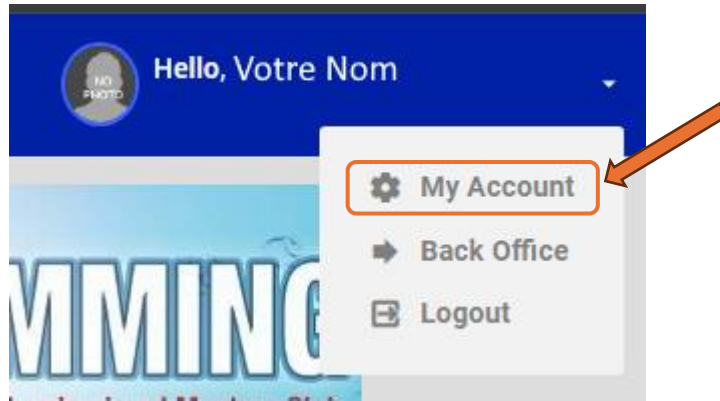 NO
PHOTO
Hello, Votre Nom
My Account
Back Office
Logout
MMING